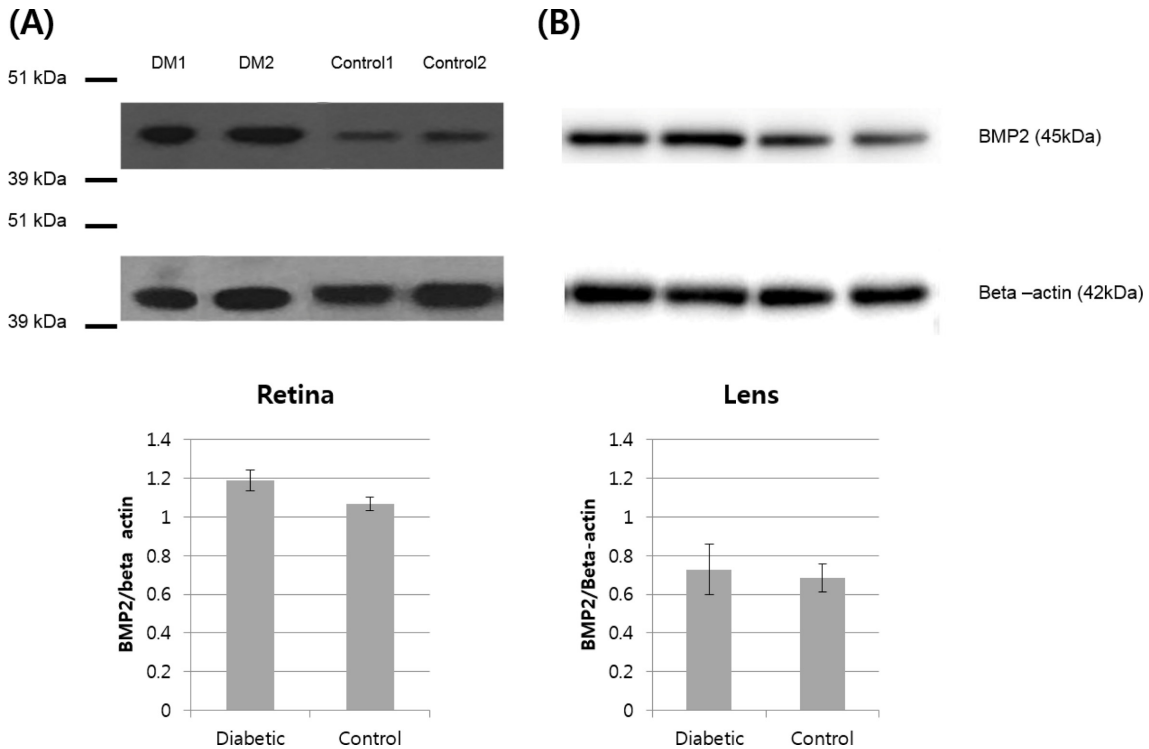 (A)
(B)
DM1 DM2 Control1 Control2
51 kDa
BMP2 (45kDa)
39 kDa
51 kDa
Beta –actin (42kDa)
39 kDa
Retina
BMP2/beta actin
1.4
1.2
1
0.8
0.6
0.4
0.2
0
Diabetic Control
Lens
BMP2/Beta-actin
1.4
1.2
1
0.8
0.6
0.4
0.2
0
Diabetic Control